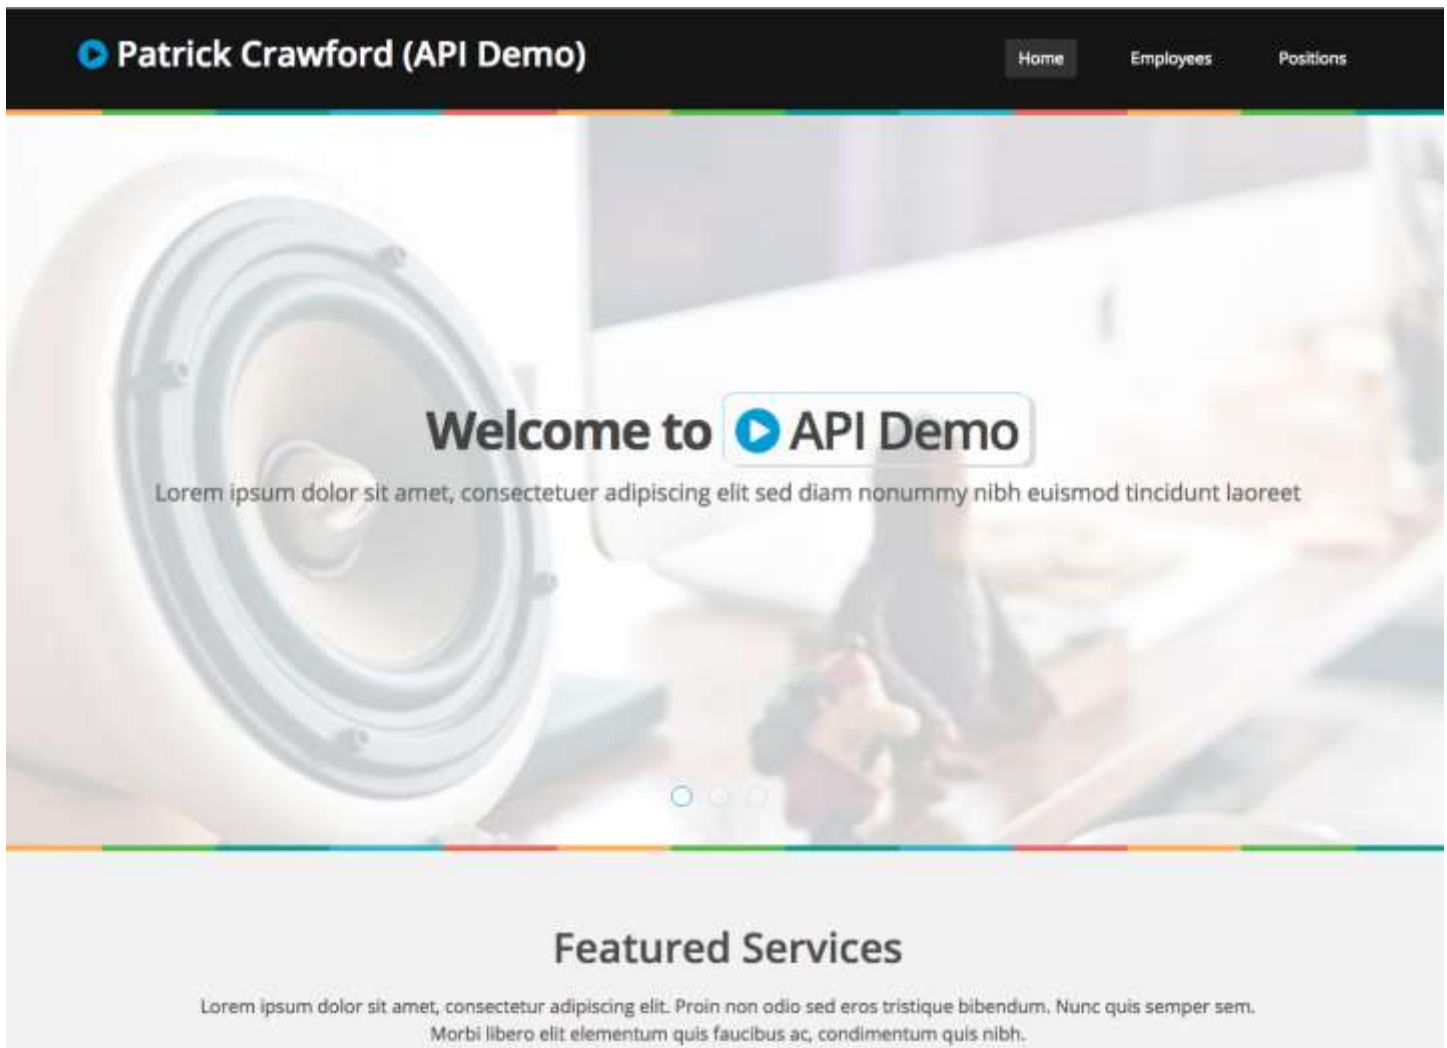 Patrick Crawford (API Demo)
Home Employees Positions
Welcome to API Demo
Lorem ipsum dolor sit amet, consectetuer adipiscing elit sed diam nonummy nibh euismod tincidunt laoreet
Featured Services
Lorem ipsum dolor sit amet, consectetur adipiscing elit. Proin non odio sed eros tristique bibendum. Nunc quis semper sem.
Morbi libero elit elementum quis faucibus ac, condimentum quis nibh.